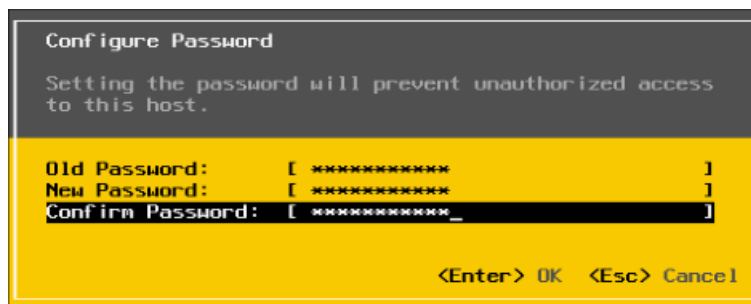 Configure Password
Setting the password will prevent unauthorized access
to this host.
Old Password: [ *********** ]
New Password: [ *********** ]
Confirm Password: [ ***********_ ]
<Enter> OK <Esc> Cancel